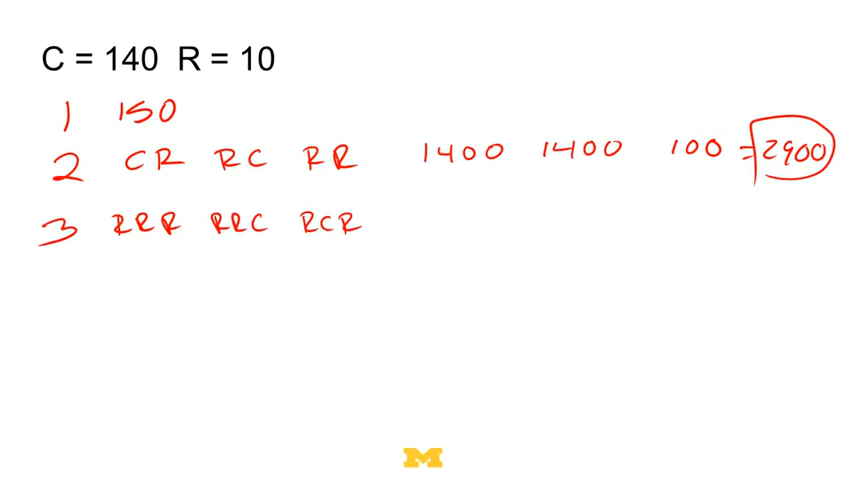 C = 140 R = 10
1 150
2 CR RC RR 1400 1400 100 = 2900
3 RRR RRC RCR
M